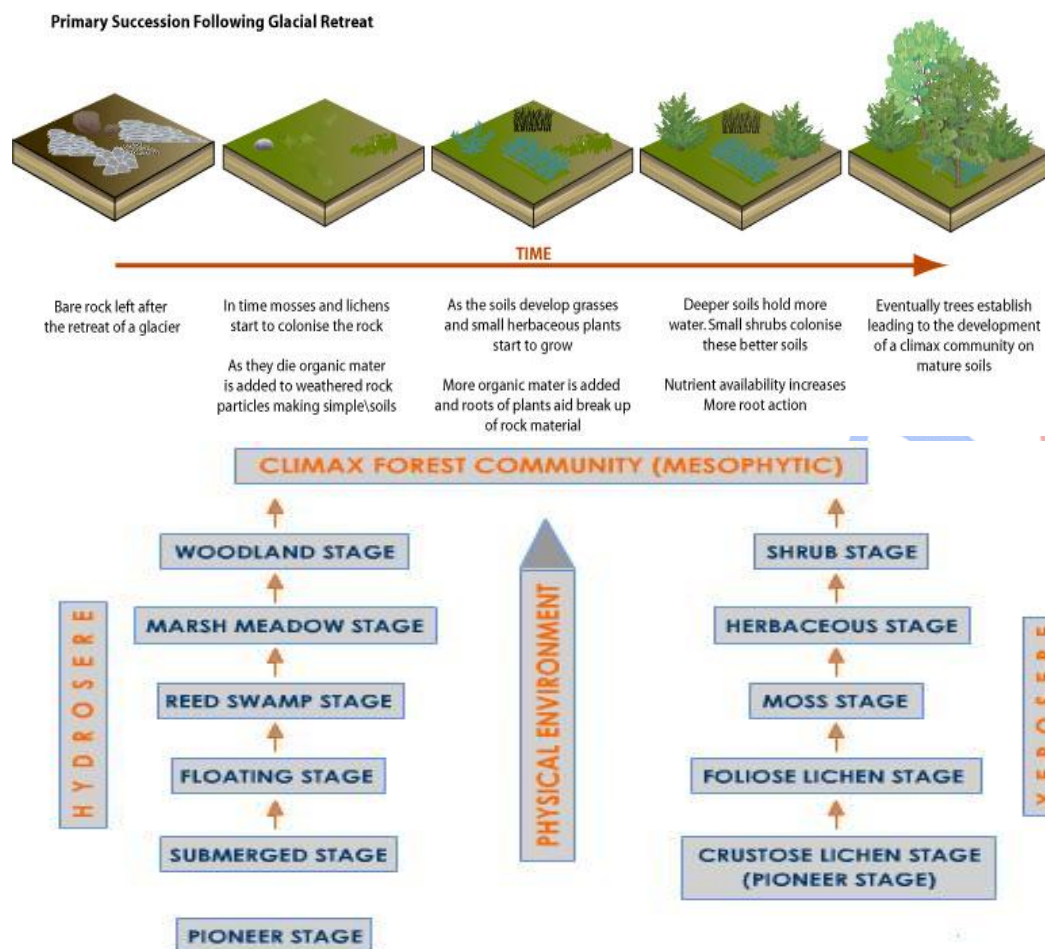 Primary Succession Following Glacial Retreat
TIME
Bare rock left after
the retreat of a glacier
In time mosses and lichens
start to colonise the rock
As they die organic mater
is added to weathered rock
particles making simple\soils
As the soils develop grasses
and small herbaceous plants
start to grow
More organic mater is added
and roots of plants aid break up
of rock material
Deeper soils hold more
water. Small shrubs colonise
these better soils
Nutrient availability increases
More root action
Eventually trees establish
leading to the development
of a climax community on
mature soils
CLIMAX FOREST COMMUNITY (MESOPHYTIC)
HYDROSERE
WOODLAND STAGE
MARSH MEADOW STAGE
REED SWAMP STAGE
FLOATING STAGE
SUBMERGED STAGE
PIONEER STAGE
PHYSICAL ENVIRONMENT
SHRUB STAGE
HERBACEOUS STAGE
MOSS STAGE
FOLIOSE LICHEN STAGE
CRUSTOSE LICHEN STAGE
(PIONEER STAGE)
XEROSERE